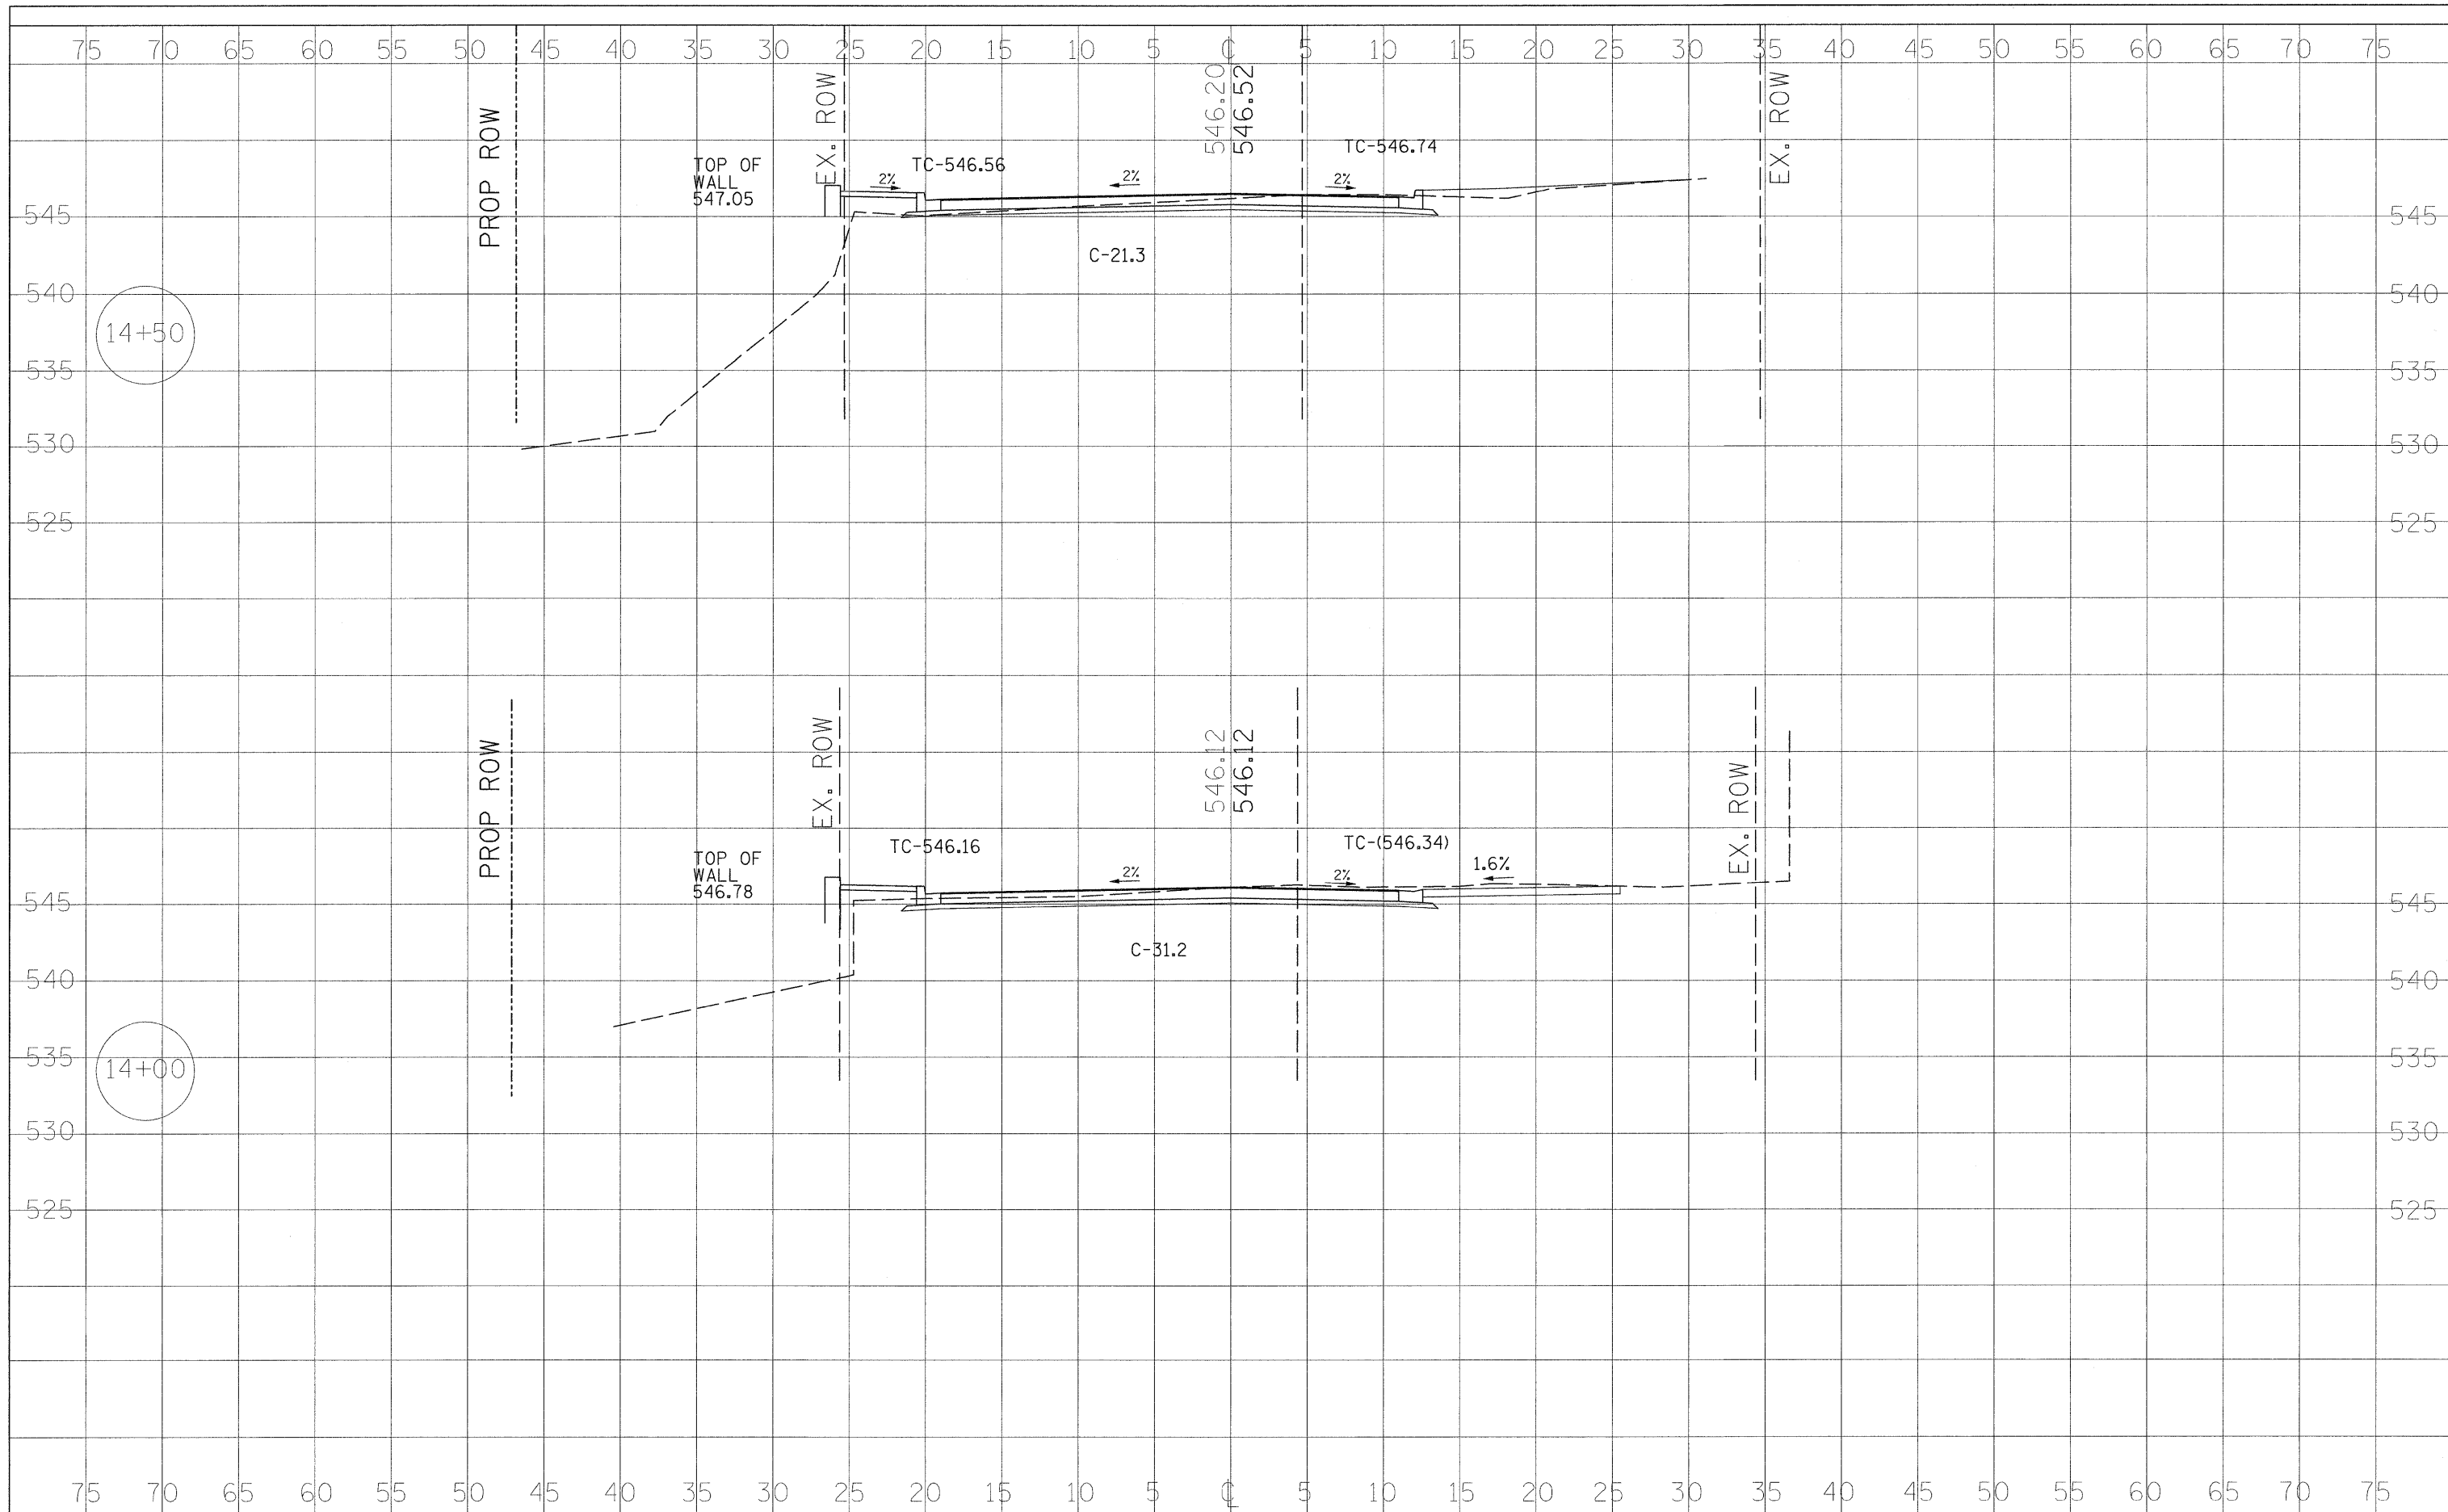 75 70 65 60 55 50 45 40 35 30 25 20 15 10 5 ℄ 5 10 15 20 25 30 35 40 45 50 55 60 65 70 75
PROP ROW
EX. ROW
546.20
546.52
EX. ROW
TOP OF
WALL
547.05
TC-546.56
TC-546.74
2%
2%
2%
545 545
C-21.3
540 540
14+50
535 535
530 530
525 525
PROP ROW
EX. ROW
546.12
546.12
EX. ROW
TOP OF
WALL
546.78
TC-546.16
TC-(546.34)
2%
2%
1.6%
545 545
C-31.2
540 540
14+00
535 535
530 530
525 525
75 70 65 60 55 50 45 40 35 30 25 20 15 10 5 ℄ 5 10 15 20 25 30 35 40 45 50 55 60 65 70 75